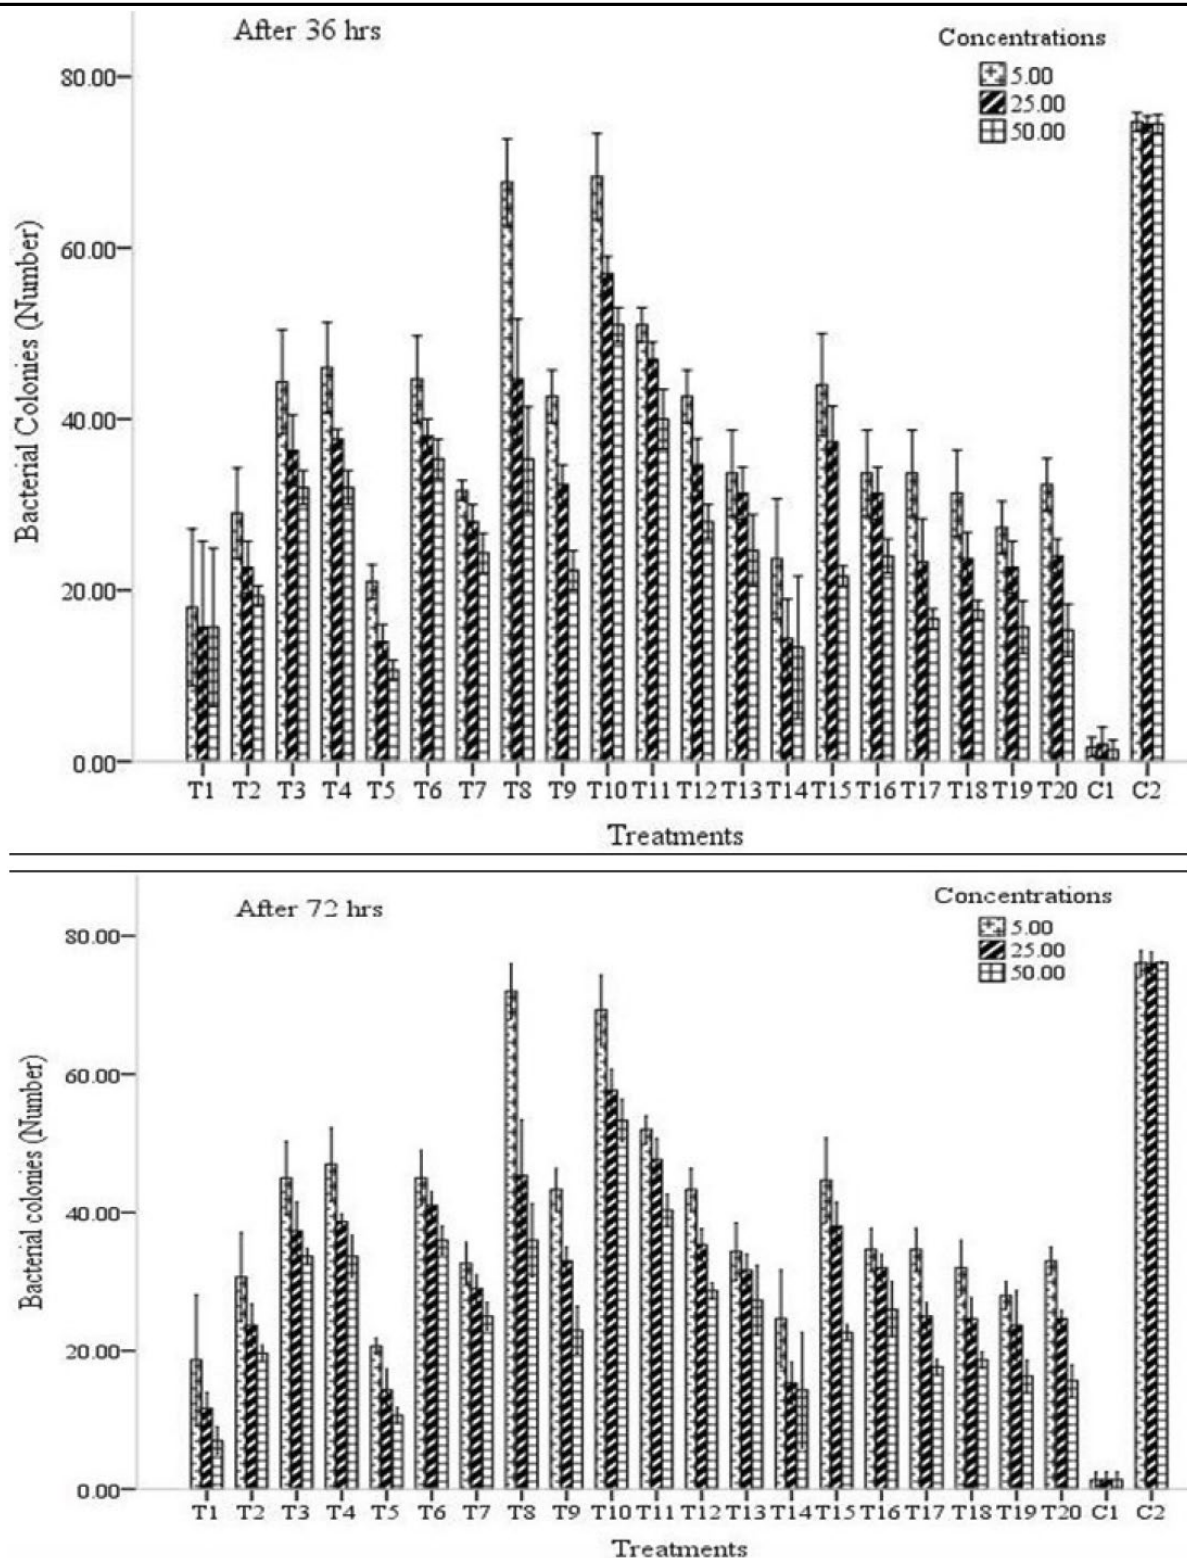 After 36 hrs
Concentrations
5.00
25.00
50.00
80.00
60.00
40.00
20.00
0.00
Bacterial Colonies (Number)
T1 T2 T3 T4 T5 T6 T7 T8 T9 T10 T11 T12 T13 T14 T15 T16 T17 T18 T19 T20 C1 C2
Treatments
After 72 hrs
Concentrations
5.00
25.00
50.00
80.00
60.00
40.00
20.00
0.00
Bacterial colonies (Number)
T1 T2 T3 T4 T5 T6 T7 T8 T9 T10 T11 T12 T13 T14 T15 T16 T17 T18 T19 T20 C1 C2
Treatments